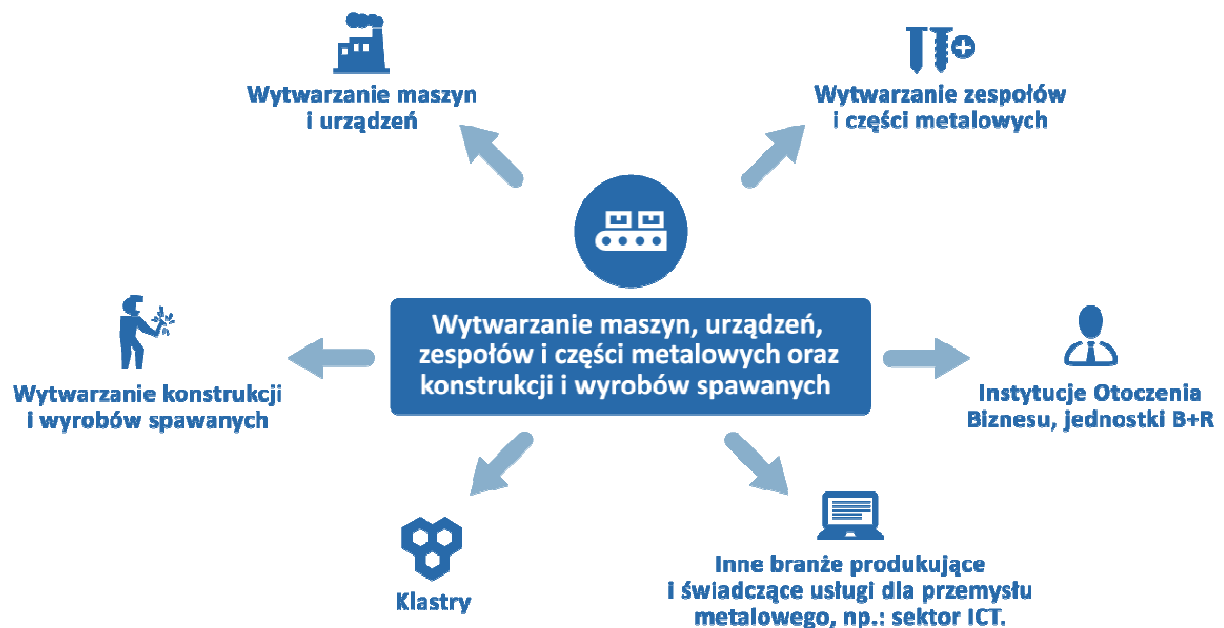 Wytwarzanie maszyn
i urządzeń
Wytwarzanie zespołów
i części metalowych
Wytwarzanie maszyn, urządzeń,
zespołów i części metalowych oraz
konstrukcji i wyrobów spawanych
Wytwarzanie konstrukcji
i wyrobów spawanych
Instytucje Otoczenia
Biznesu, jednostki B+R
Klastry
Inne branże produkujące
i świadczące usługi dla przemysłu
metalowego, np.: sektor ICT.